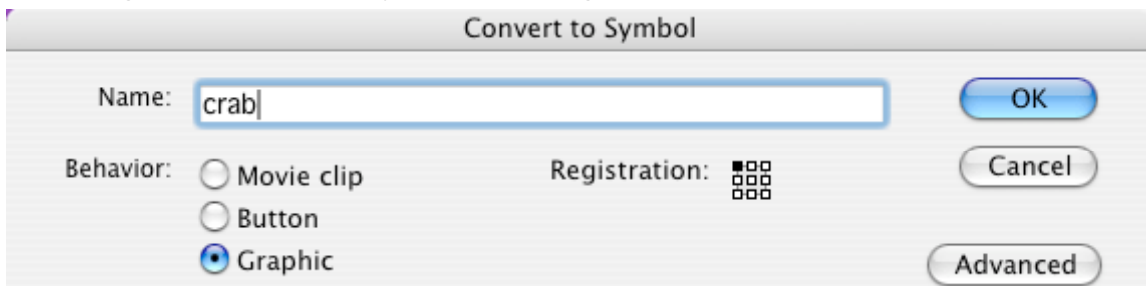 Convert to Symbol
Name: crab OK
Behavior: Movie clip Registration: Cancel
Button
Graphic Advanced